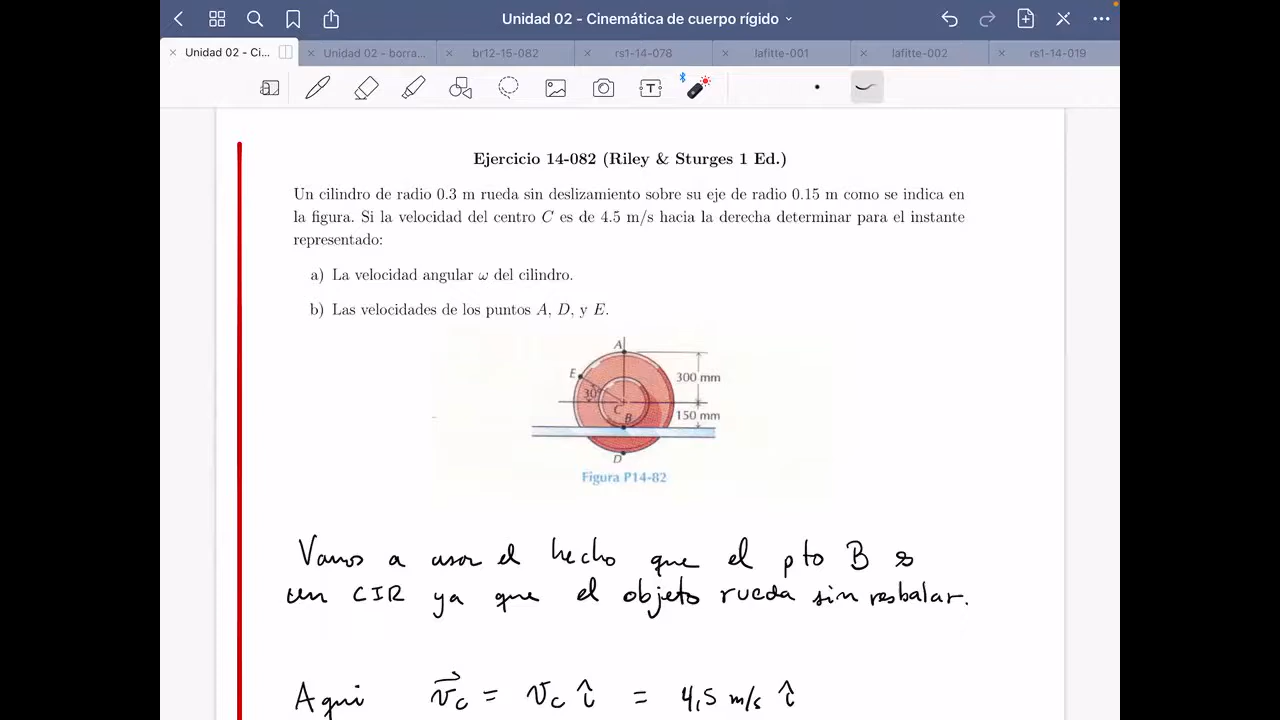 Unidad 02 - Cinemática de cuerpo rígido
Unidad 02 - Ci...
Unidad 02 - borra...
br12-15-082
rs1-14-078
lafitte-001
lafitte-002
rs1-14-019
Ejercicio 14-082 (Riley & Sturges 1 Ed.)
Un cilindro de radio 0.3 m rueda sin deslizamiento sobre su eje de radio 0.15 m como se indica en
la figura. Si la velocidad del centro C es de 4.5 m/s hacia la derecha determinar para el instante
representado:
a) La velocidad angular ω del cilindro.
b) Las velocidades de los puntos A, D, y E.
A
E
300 mm
30°
C
B
150 mm
D
Figura P14-82
Vamos a usar el hecho que el pto B es
un CIR ya que el objeto rueda sin resbalar.
Aqui v⃗c = vc î = 4,5 m/s î